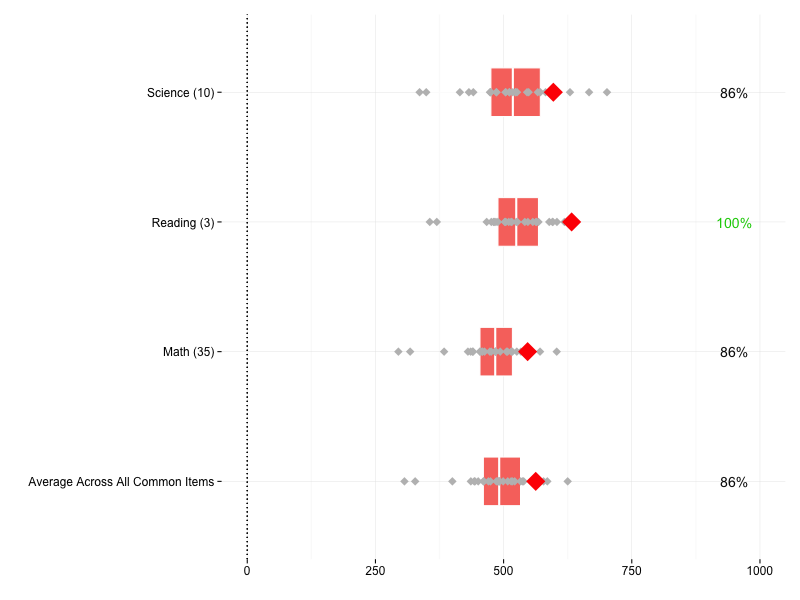 Science (10)
86%
Reading (3)
100%
Math (35)
86%
Average Across All Common Items
86%
0 250 500 750 1000